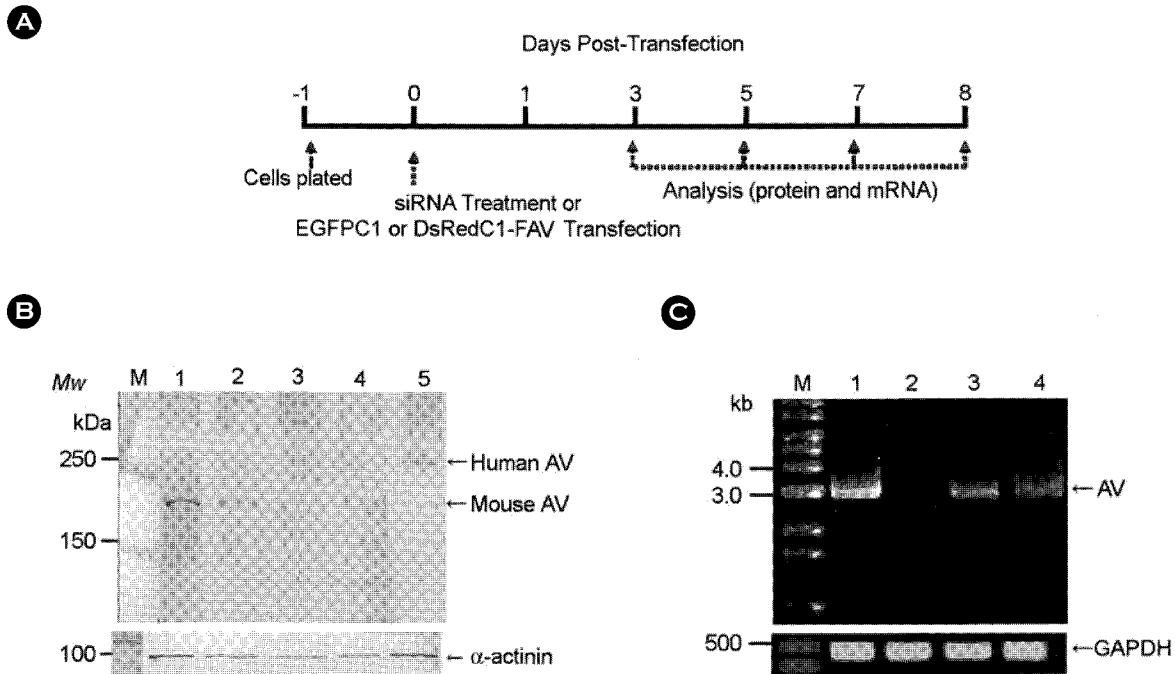 A
Days Post-Transfection
-1 0 1 3 5 7 8
Cells plated
siRNA Treatment or
EGFPC1 or DsRedC1-FAV Transfection
Analysis (protein and mRNA)
B
Mw M 1 2 3 4 5
kDa
250
←Human AV
←Mouse AV
150
100
←α-actinin
C
M 1 2 3 4
kb
4.0
3.0
←AV
500
←GAPDH